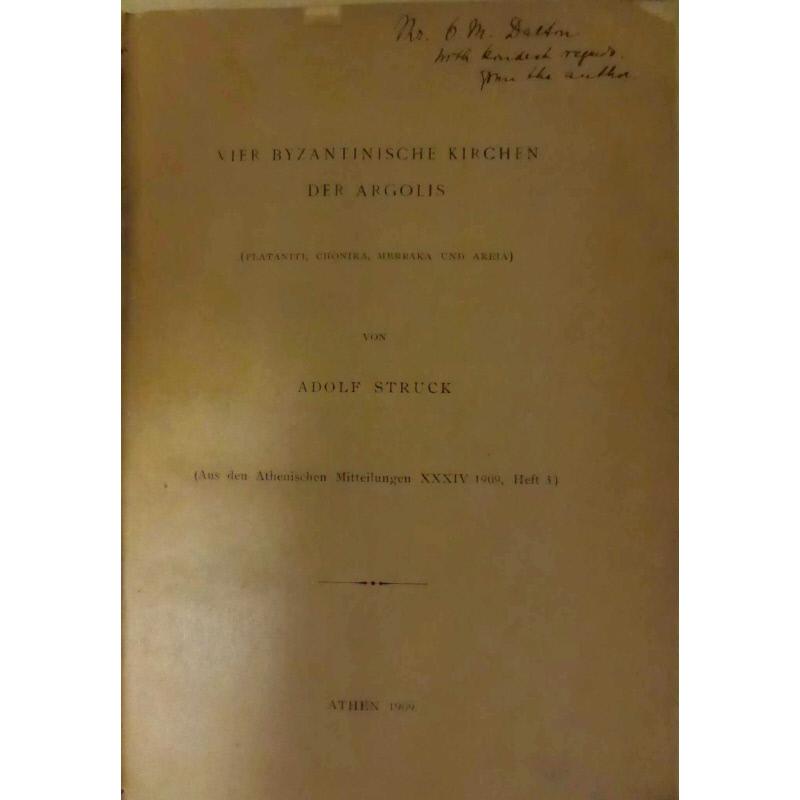 O. M. Dalton
with kindest regards
from the author.
VIER BYZANTINISCHE KIRCHEN
DER ARGOLIS
(PLATANITI, CHONIKA, MERBAKA UND AREIA)
VON
ADOLF STRUCK
(Aus den Athenischen Mitteilungen XXXIV 1909, Heft 3)
ATHEN 1909